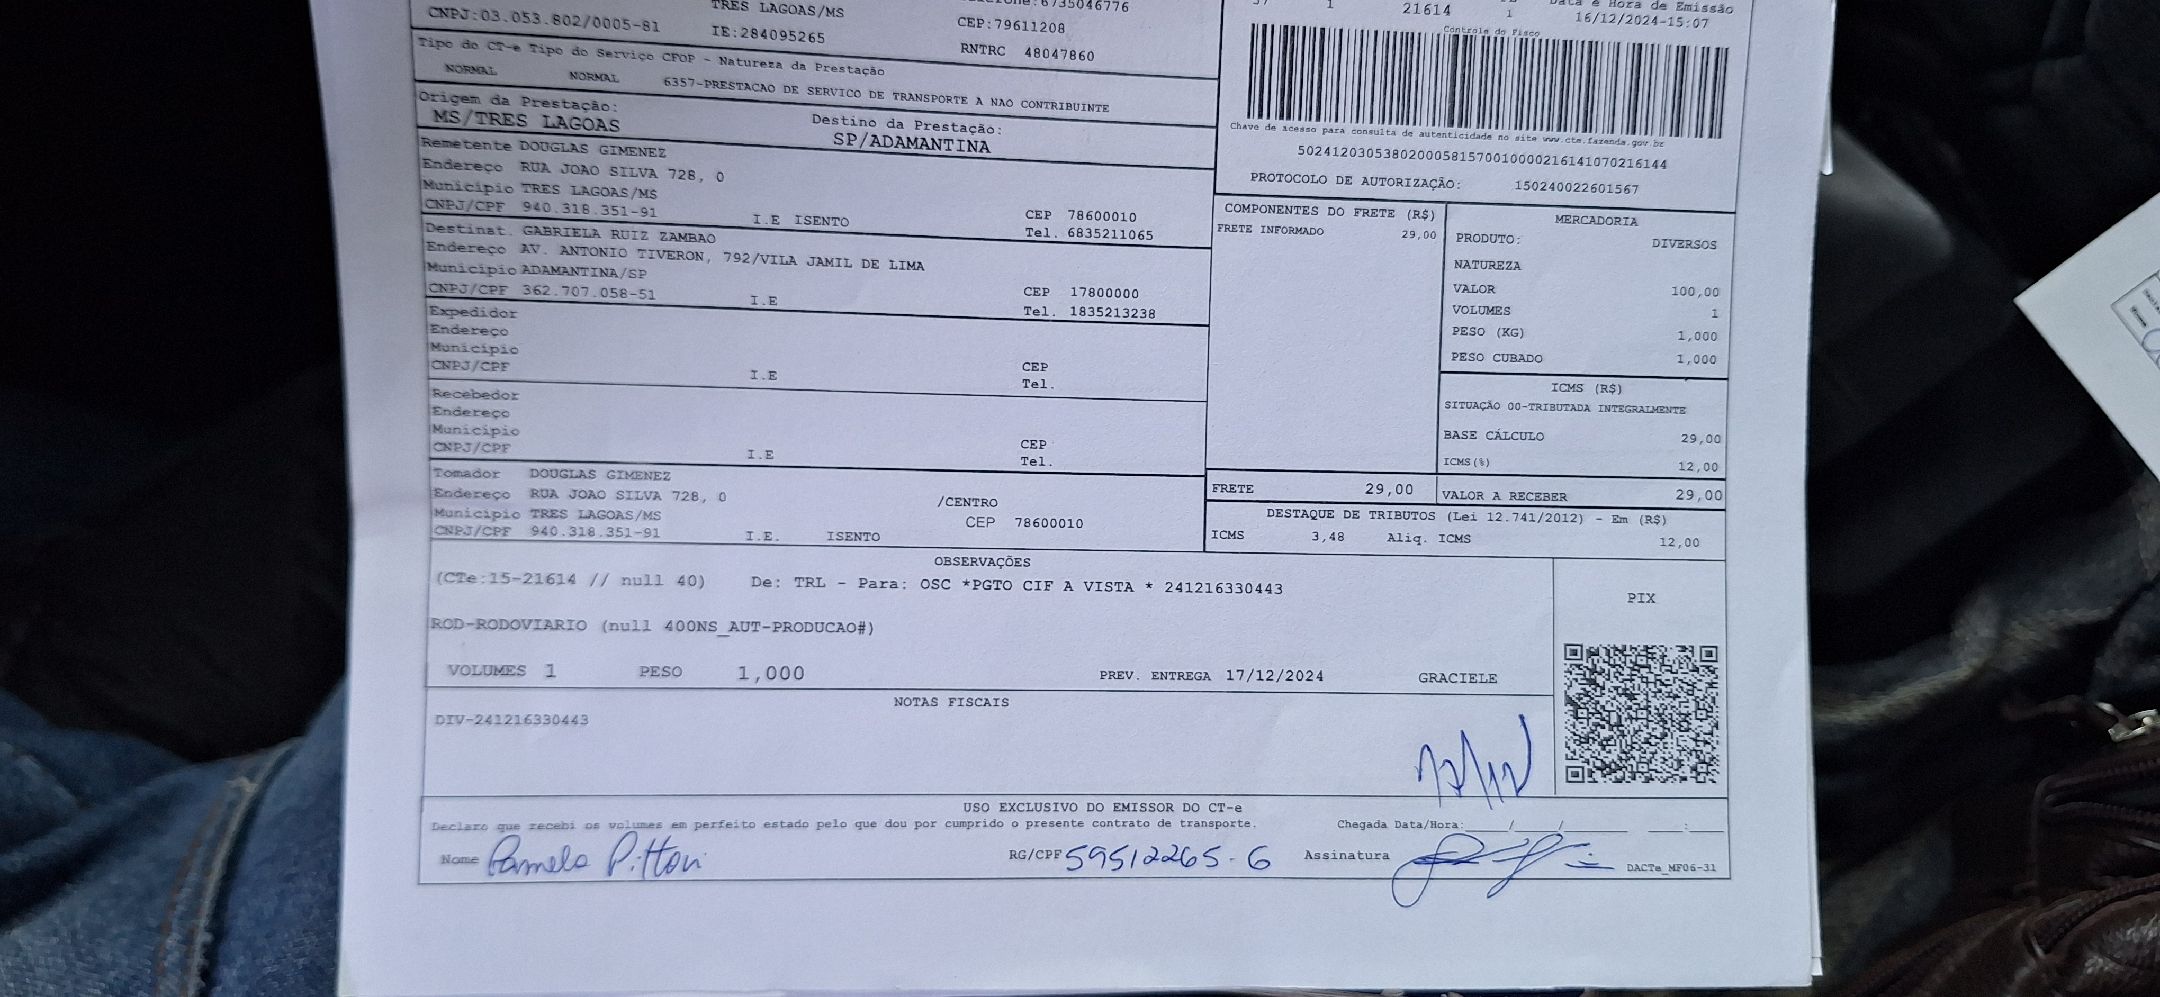 CNPJ:03.053.802/0005-81
TRES LAGOAS/MS
IE:284095265
CEP:79611208
RNTRC 48047860
1 21614 1
Data e Hora de Emissão
16/12/2024-15:07
Controle do Fisco
Tipo do CT-e Tipo do Serviço CFOP - Natureza da Prestação
NORMAL NORMAL 6357-PRESTACAO DE SERVICO DE TRANSPORTE A NAO CONTRIBUINTE
Origem da Prestação:
MS/TRES LAGOAS
Destino da Prestação:
SP/ADAMANTINA
Chave de acesso para consulta de autenticidade no site www.cte.fazenda.gov.br
50241203053802000581570010000216141070216144
PROTOCOLO DE AUTORIZAÇÃO: 150240022601567
Remetente DOUGLAS GIMENEZ
Endereço RUA JOAO SILVA 728, 0
Município TRES LAGOAS/MS
CNPJ/CPF 940.318.351-91 I.E ISENTO
CEP 78600010
Tel. 6835211065
Destinat. GABRIELA RUIZ ZAMBAO
Endereço AV. ANTONIO TIVERON, 792/VILA JAMIL DE LIMA
Município ADAMANTINA/SP
CNPJ/CPF 362.707.058-51 I.E
CEP 17800000
Tel. 1835213238
Expedidor
Endereço
Município
CNPJ/CPF I.E
CEP
Tel.
Recebedor
Endereço
Município
CNPJ/CPF I.E
CEP
Tel.
Tomador DOUGLAS GIMENEZ
Endereço RUA JOAO SILVA 728, 0 /CENTRO
Município TRES LAGOAS/MS CEP 78600010
CNPJ/CPF 940.318.351-91 I.E. ISENTO
COMPONENTES DO FRETE (R$)
FRETE INFORMADO 29,00
MERCADORIA
PRODUTO: DIVERSOS
NATUREZA
VALOR 100,00
VOLUMES 1
PESO (KG) 1,000
PESO CUBADO 1,000
ICMS (R$)
SITUAÇÃO 00-TRIBUTADA INTEGRALMENTE
BASE CÁLCULO 29,00
ICMS(%) 12,00
FRETE 29,00 VALOR A RECEBER 29,00
DESTAQUE DE TRIBUTOS (Lei 12.741/2012) - Em (R$)
ICMS 3,48 Aliq. ICMS 12,00
OBSERVAÇÕES
(CTe:15-21614 // null 40) De: TRL - Para: OSC *PGTO CIF A VISTA * 241216330443
ROD-RODOVIARIO (null 400NS_AUT-PRODUCAO#)
VOLUMES 1 PESO 1,000 PREV. ENTREGA 17/12/2024 GRACIELE
PIX
NOTAS FISCAIS
DIV-241216330443
USO EXCLUSIVO DO EMISSOR DO CT-e
Declaro que recebi os volumes em perfeito estado pelo que dou por cumprido o presente contrato de transporte.
Chegada Data/Hora:____/____/______ ____:____
Nome Pamela Pittori RG/CPF 59512265-6 Assinatura
DACTe_MF06-31